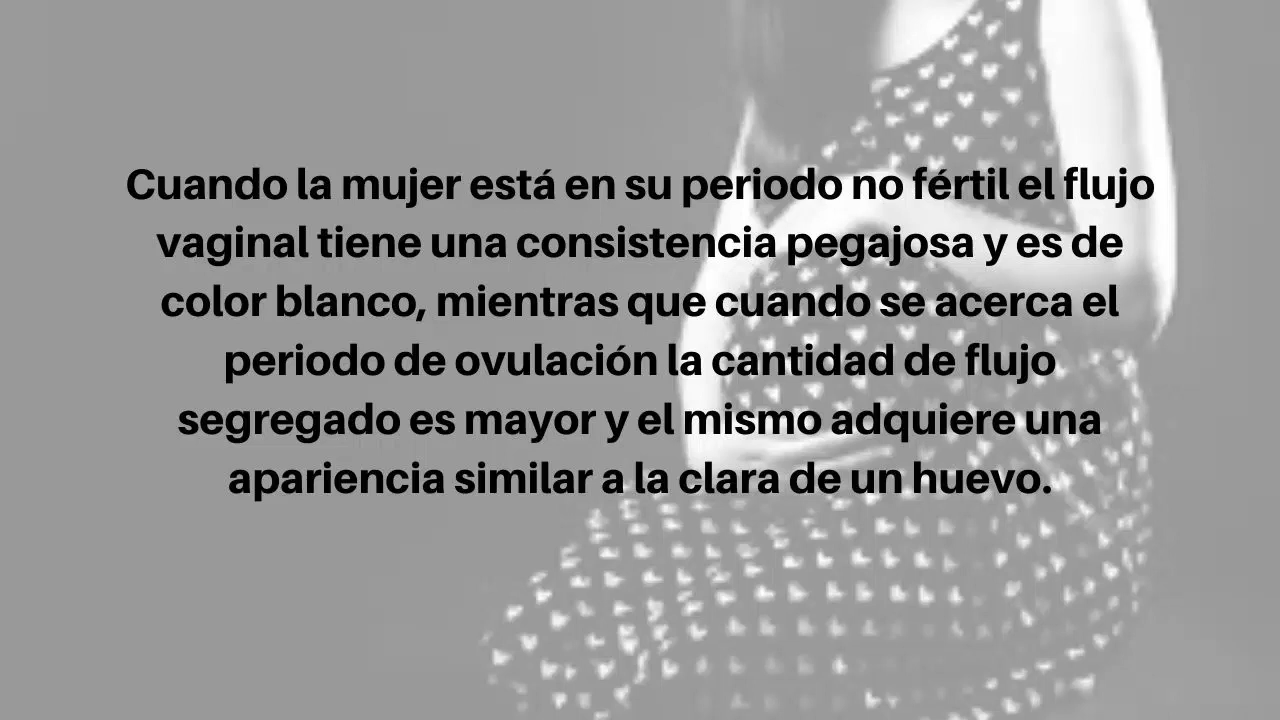 Cuando la mujer está en su periodo no fértil el flujo
vaginal tiene una consistencia pegajosa y es de
color blanco, mientras que cuando se acerca el
periodo de ovulación la cantidad de flujo
segregado es mayor y el mismo adquiere una
apariencia similar a la clara de un huevo.